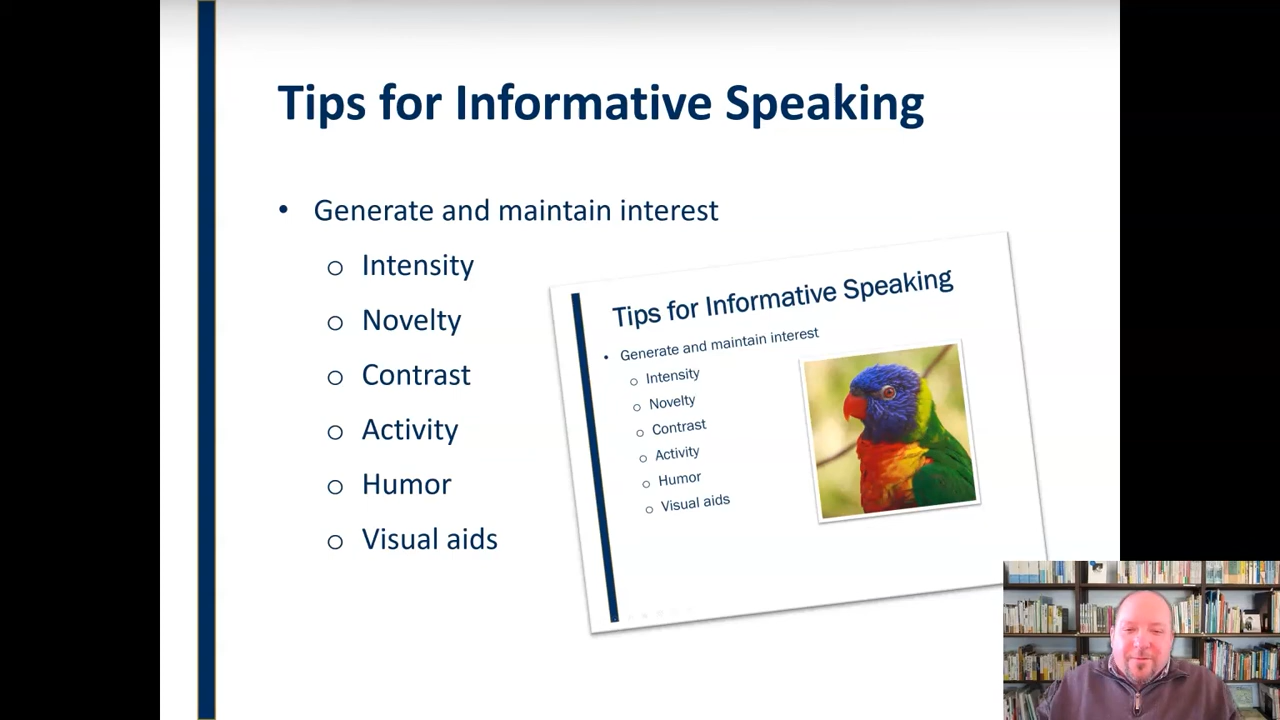 Tips for Informative Speaking
• Generate and maintain interest
o Intensity
o Novelty
o Contrast
o Activity
o Humor
o Visual aids
Tips for Informative Speaking
• Generate and maintain interest
o Intensity
o Novelty
o Contrast
o Activity
o Humor
o Visual aids